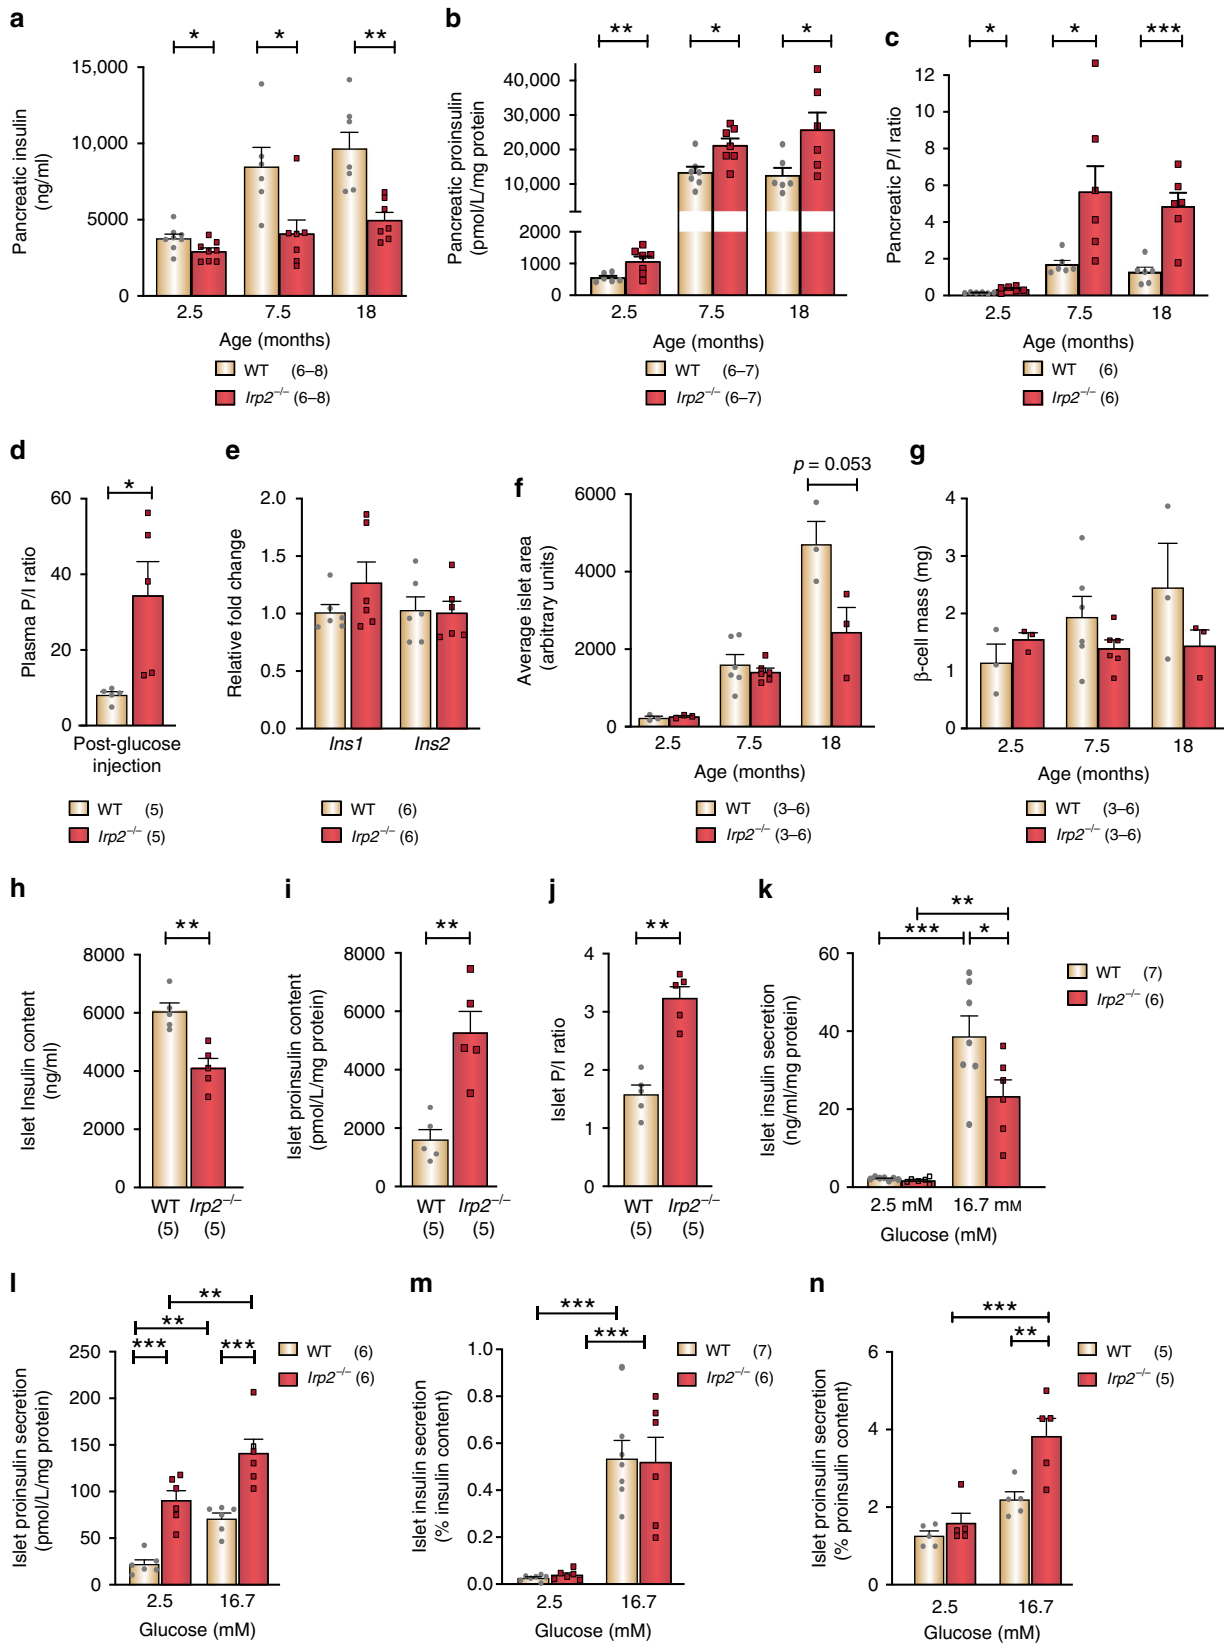 a
* * **
Pancreatic insulin
(ng/ml)
15,000
10,000
5000
0
2.5 7.5 18
Age (months)
WT (6–8)
Irp2−/− (6–8)
b
** * *
Pancreatic proinsulin
(pmol/L/mg protein)
40,000
30,000
20,000
10,000
2000
1000
0
2.5 7.5 18
Age (months)
WT (6–7)
Irp2−/− (6–7)
c
* * ***
Pancreatic P/I ratio
12
10
8
6
4
2
0
2.5 7.5 18
Age (months)
WT (6)
Irp2−/− (6)
d
*
Plasma P/I ratio
60
40
20
0
Post-glucose
injection
WT (5)
Irp2−/− (5)
e
Relative fold change
2.0
1.5
1.0
0.5
0.0
Ins1 Ins2
WT (6)
Irp2−/− (6)
f
p = 0.053
Average islet area
(arbitrary units)
6000
4000
2000
0
2.5 7.5 18
Age (months)
WT (3–6)
Irp2−/− (3–6)
g
β-cell mass (mg)
4
3
2
1
0
2.5 7.5 18
Age (months)
WT (3–6)
Irp2−/− (3–6)
h
**
Islet Insulin content
(ng/ml)
8000
6000
4000
2000
0
WT Irp2−/−
(5) (5)
i
**
Islet proinsulin content
(pmol/L/mg protein)
8000
6000
4000
2000
0
WT Irp2−/−
(5) (5)
j
**
Islet P/I ratio
4
3
2
1
0
WT Irp2−/−
(5) (5)
k
**
*** *
Islet insulin secretion
(ng/ml/mg protein)
60
40
20
0
2.5 mM 16.7 mM
Glucose (mM)
WT (7)
Irp2−/− (6)
l
**
**
*** ***
Islet proinsulin secretion
(pmol/L/mg protein)
250
200
150
100
50
0
2.5 16.7
Glucose (mM)
WT (6)
Irp2−/− (6)
m
***
***
Islet insulin secretion
(% insulin content)
1.0
0.8
0.6
0.4
0.2
0.0
2.5 16.7
Glucose (mM)
WT (7)
Irp2−/− (6)
n
***
**
Islet proinsulin secretion
(% proinsulin content)
6
4
2
0
2.5 16.7
Glucose (mM)
WT (5)
Irp2−/− (5)